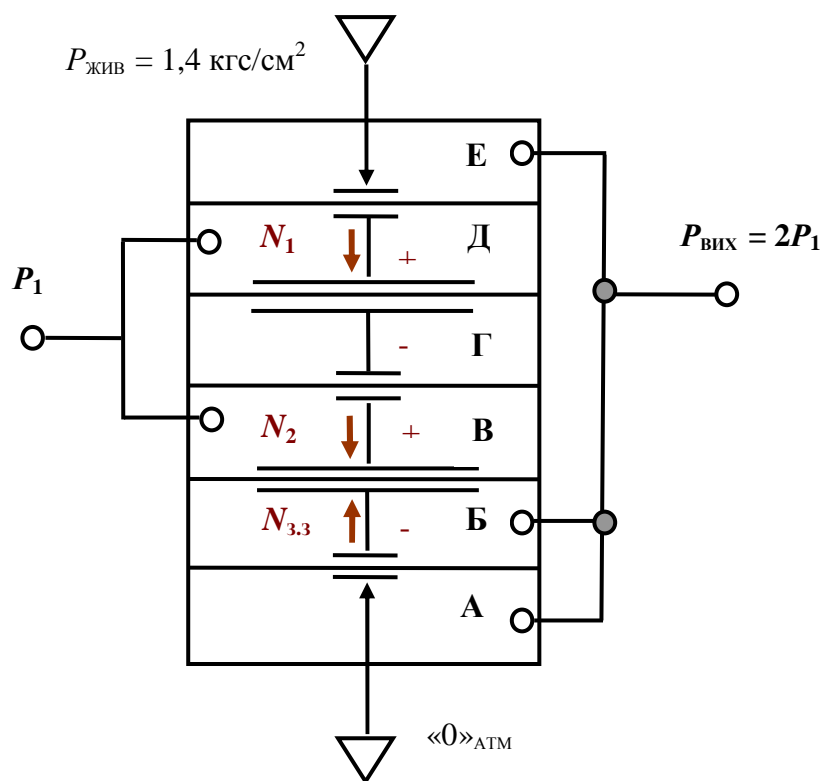 Pжив = 1,4 кгс/см²
Е
N₁
Д
+
Pвих = 2P₁
P₁
-
Г
N₂
+
В
Nз.з
-
Б
А
«0»АТМ